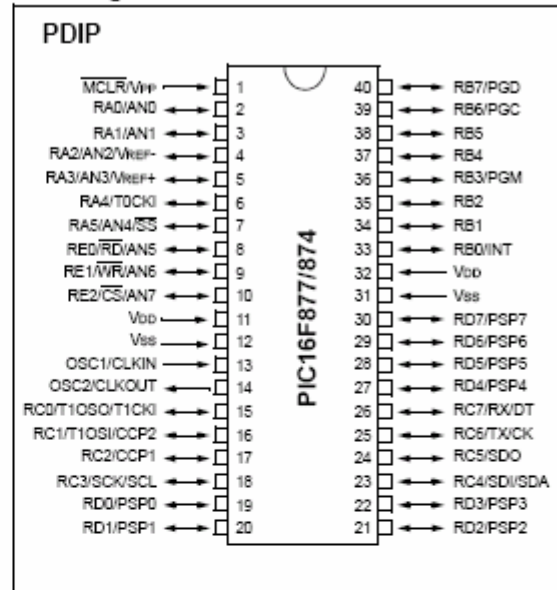 PDIP
MCLR/VPP 1 40 RB7/PGD
RA0/AN0 2 39 RB6/PGC
RA1/AN1 3 38 RB5
RA2/AN2/VREF- 4 37 RB4
RA3/AN3/VREF+ 5 36 RB3/PGM
RA4/T0CKI 6 35 RB2
RA5/AN4/SS 7 34 RB1
RE0/RD/AN5 8 33 RB0/INT
RE1/WR/AN6 9 32 VDD
RE2/CS/AN7 10 31 VSS
VDD 11 30 RD7/PSP7
VSS 12 29 RD6/PSP6
OSC1/CLKIN 13 28 RD5/PSP5
OSC2/CLKOUT 14 27 RD4/PSP4
RC0/T1OSO/T1CKI 15 26 RC7/RX/DT
RC1/T1OSI/CCP2 16 25 RC6/TX/CK
RC2/CCP1 17 24 RC5/SDO
RC3/SCK/SCL 18 23 RC4/SDI/SDA
RD0/PSP0 19 22 RD3/PSP3
RD1/PSP1 20 21 RD2/PSP2
PIC16F877/874